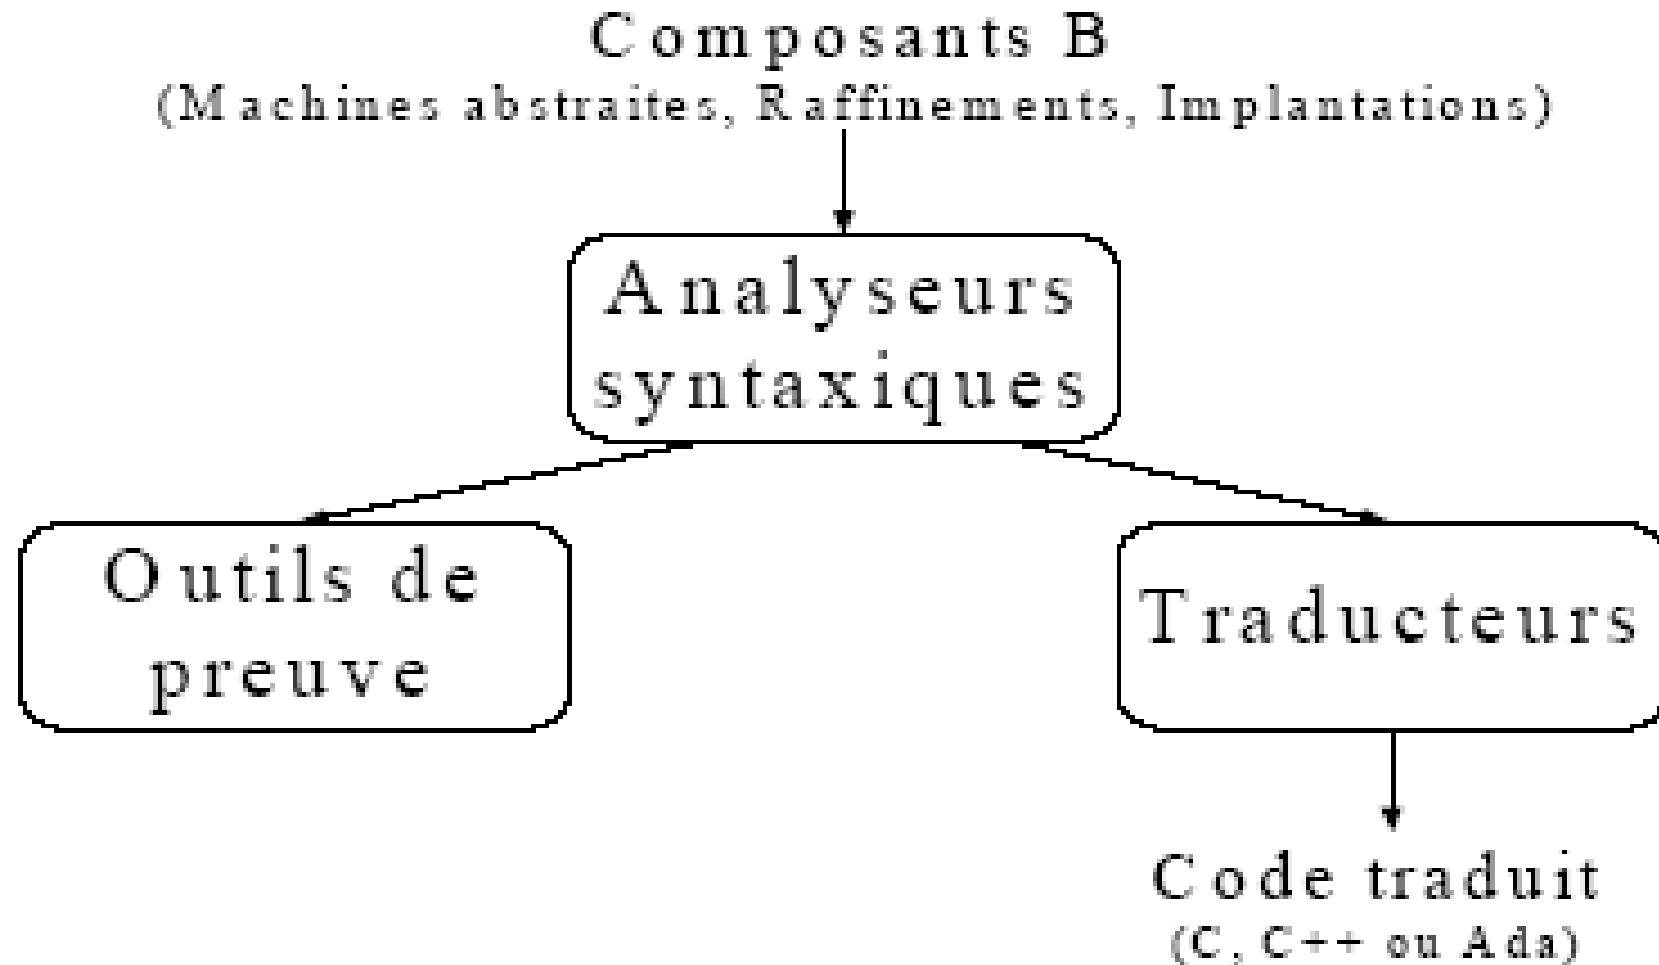 Composants B
(Machines abstraites, Raffinements, Implantations)
Analyseurs
syntaxiques
Outils de
preuve
Traducteurs
Code traduit
(C, C++ ou Ada)